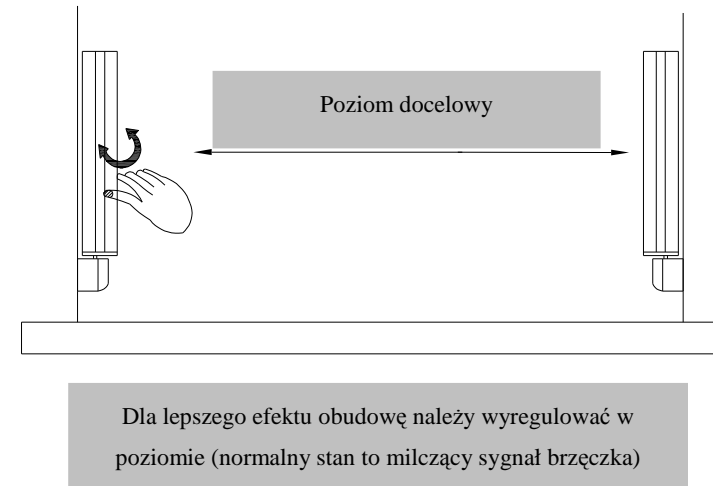 Poziom docelowy
Dla lepszego efektu obudowę należy wyregulować w
poziomie (normalny stan to milczący sygnał brzęczka)